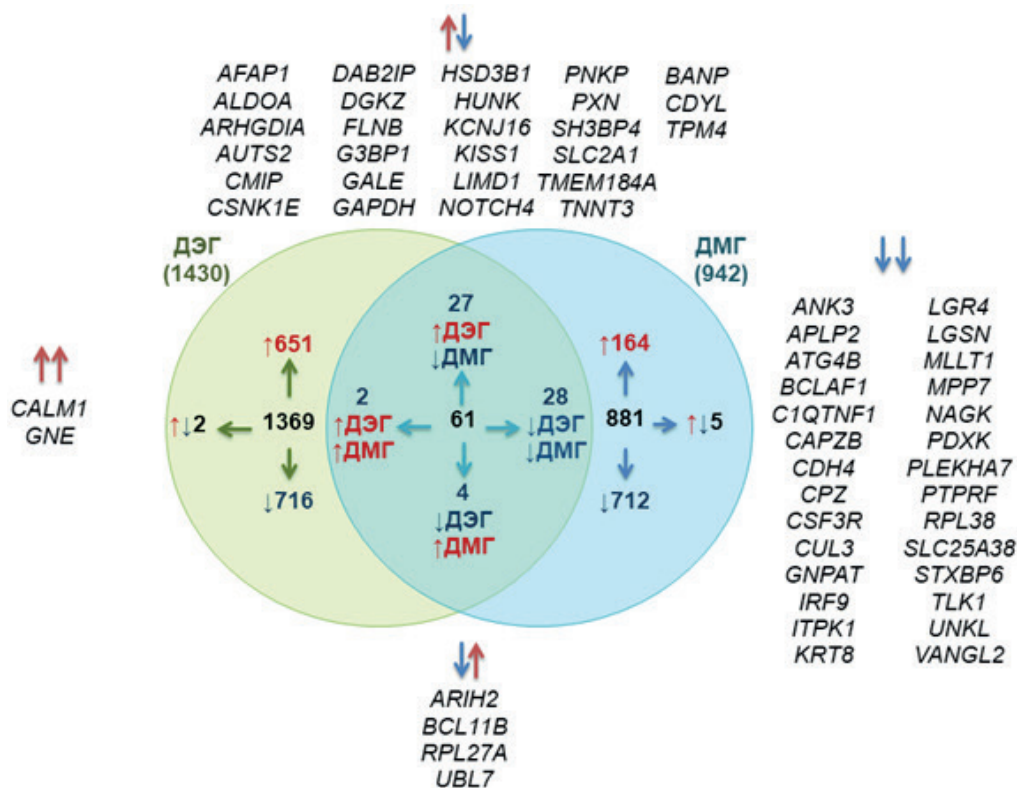 ↑↓
AFAP1 DAB2IP HSD3B1 PNKP BANP
ALDOA DGKZ HUNK PXN CDYL
ARHGDIA FLNB KCNJ16 SH3BP4 TPM4
AUTS2 G3BP1 KISS1 SLC2A1
CMIP GALE LIMD1 TMEM184A
CSNK1E GAPDH NOTCH4 TNNT3
ДЭГ
(1430)
ДМГ
(942)
↑↑
CALM1
GNE
↑651
↑↓2
1369
↓716
27
↑ДЭГ
↓ДМГ
2
↑ДЭГ
↑ДМГ
61
28
↓ДЭГ
↓ДМГ
4
↓ДЭГ
↑ДМГ
↑164
881
↑↓5
↓712
↓↓
ANK3 LGR4
APLP2 LGSN
ATG4B MLLT1
BCLAF1 MPP7
C1QTNF1 NAGK
CAPZB PDXK
CDH4 PLEKHA7
CPZ PTPRF
CSF3R RPL38
CUL3 SLC25A38
GNPAT STXBP6
IRF9 TLK1
ITPK1 UNKL
KRT8 VANGL2
↓↑
ARIH2
BCL11B
RPL27A
UBL7